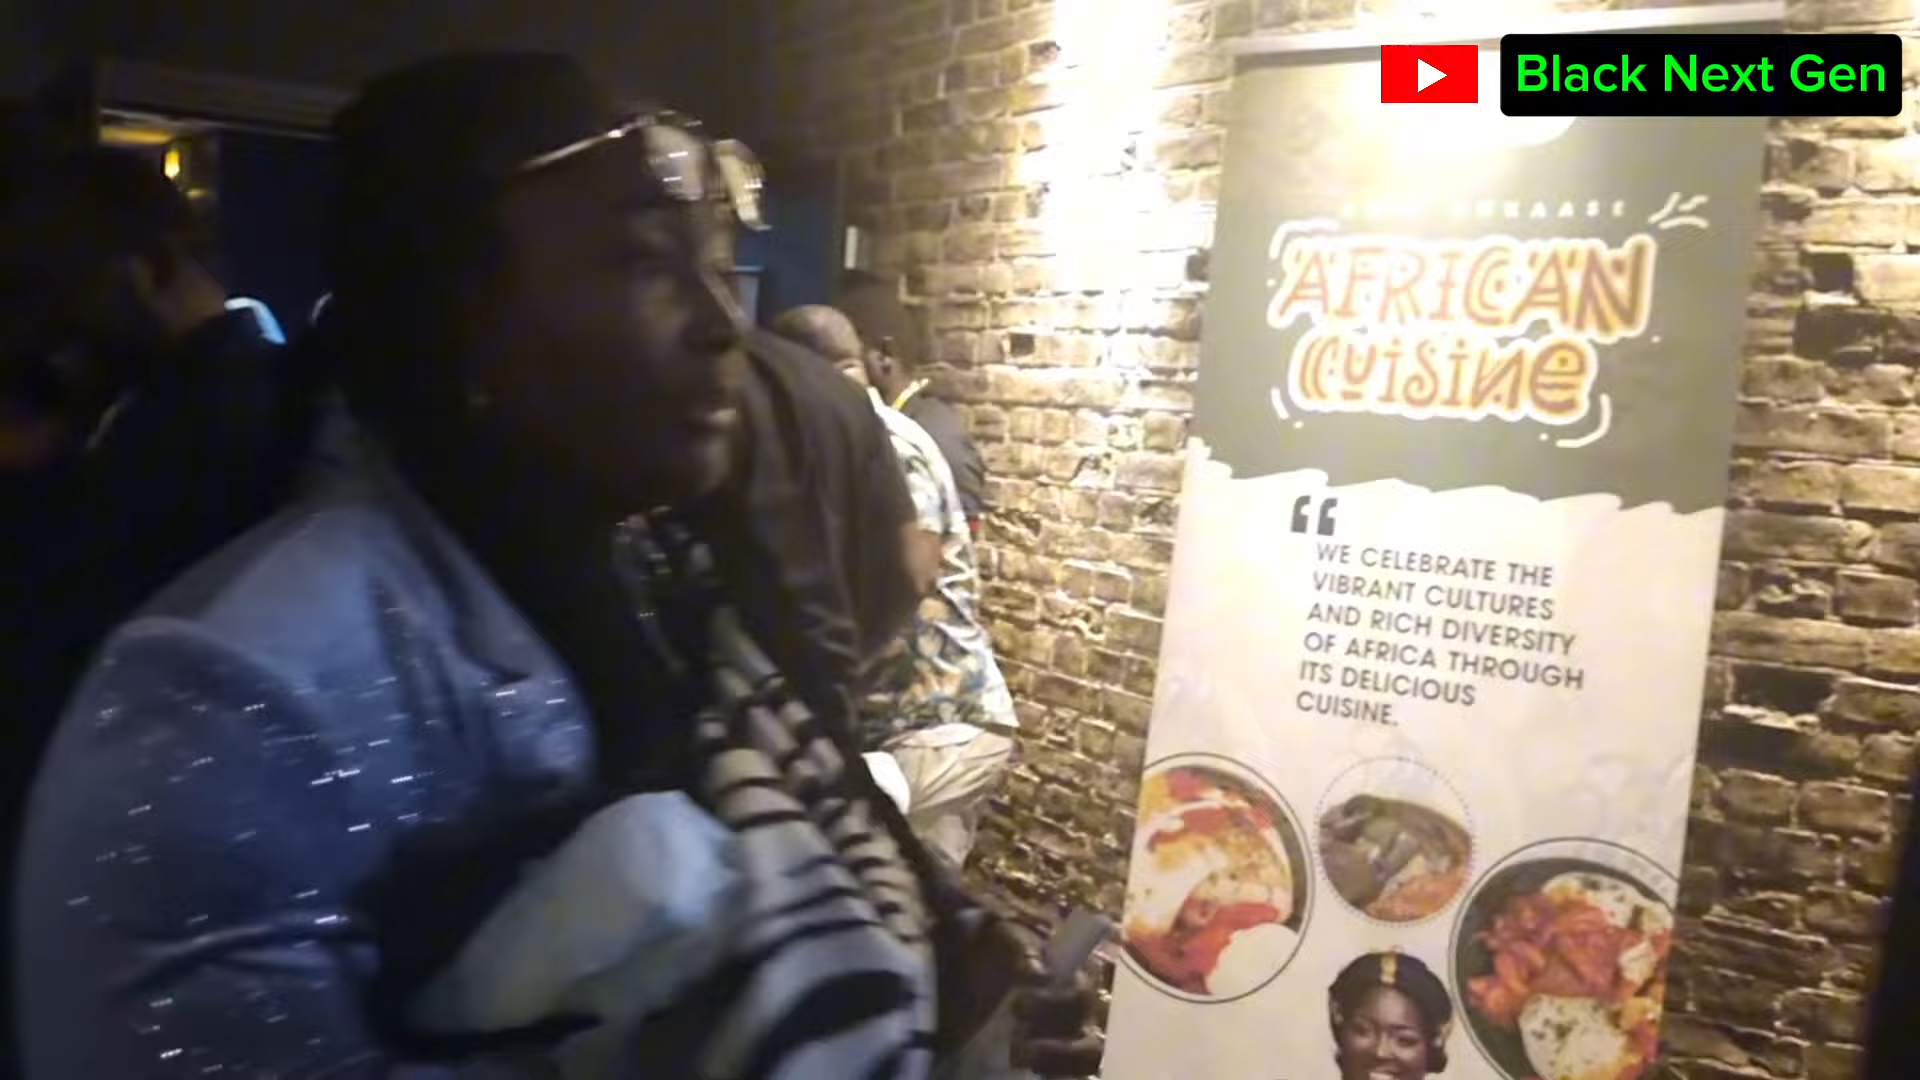 Black Next Gen
AFRICAN
CUISINE
“
WE CELEBRATE THE
VIBRANT CULTURES
AND RICH DIVERSITY
OF AFRICA THROUGH
ITS DELICIOUS
CUISINE.